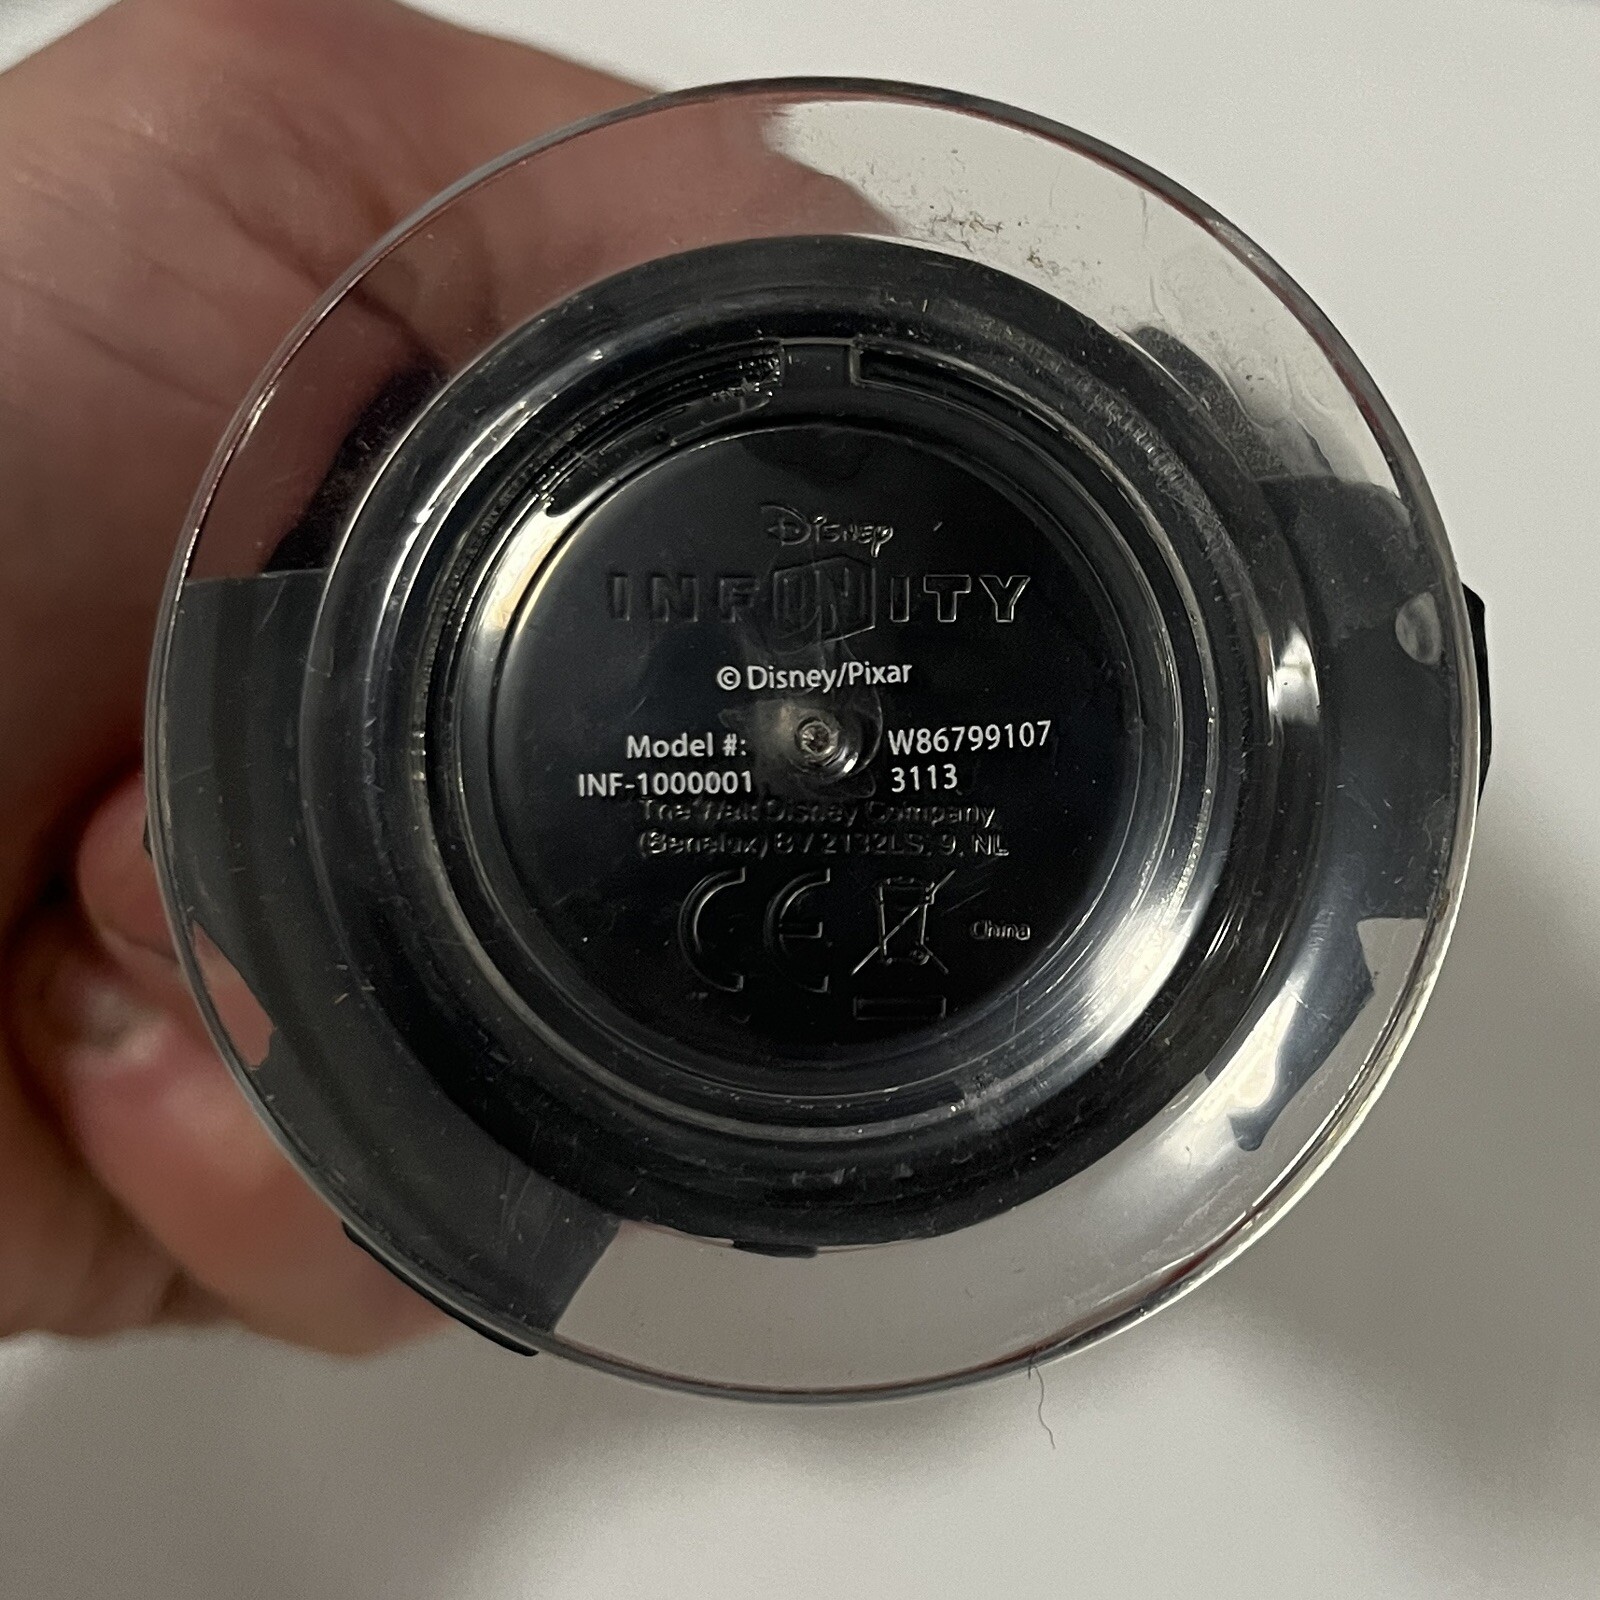 Disney
INFINITY
© Disney/Pixar
Model #: W86799107
INF-1000001 3113
The Walt Disney Company
(Benelux) BV 2132LS, 9, NL
CE
China